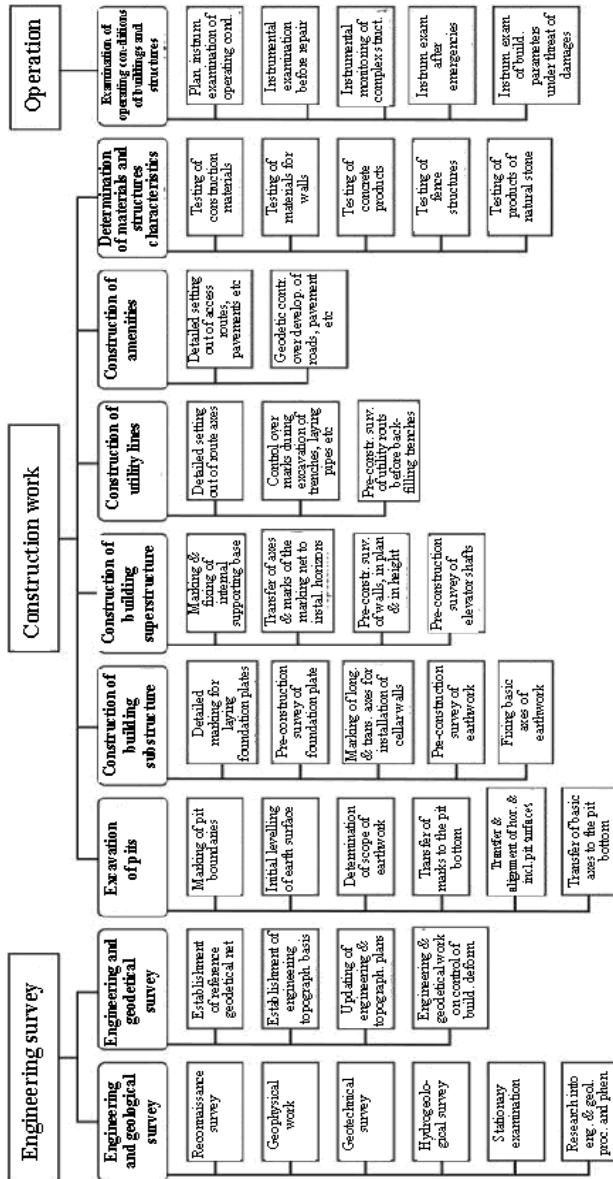 Engineering survey
Engineering
and geological
survey
Reconnaissance
survey
Geophysical
work
Geotechnical
survey
Hydrogeolo-
gical survey
Stationary
examination
Research into
eng. & geol.
proc. and phen.
Engineering and
geodetical
survey
Establishment
of reference
geodetical net
Establishment of
engineering
topograph. basis
Updating of
engineering &
topograph. plans
Engineering &
geodetical work
on control of
build. deform.
Construction work
Excavation
of pits
Marking of pit
boundaries
Initial levelling
of earth surface
Determination
of scope of
earthwork
Transfer of
marks to the pit
bottom
Transfer &
alignment of hor. &
incl. pit surfaces
Transfer of basic
axes to the pit
bottom
Construction of
building
substructure
Detailed
marking for
laying
foundation plates
Pre-construction
survey of
foundation plate
Marking of long.
& trans. axes for
installation of
cellar walls
Pre-construction
survey of
earthwork
Fixing basic
axes of
earthwork
Construction of
building
superstructure
Marking &
fixing of
internal
supporting base
Transfer of axes
& marks of the
marking net to
instal. horizons
Pre-constr. surv.
of walls, in plan
& in height
Pre-construction
survey of
elevator shafts
Construction of
utility lines
Detailed setting
out of route axes
Control over
marks during
excavation of
trenches, laying
pipes etc
Pre-constr. surv.
of utility routs
before back-
filling trenches
Construction of
amenities
Detailed setting
out of access
routes,
pavements etc
Geodetic contr.
over develop. of
roads, pavement
etc
Determination
of materials and
structures
characteristics
Testing of
construction
materials
Testing of
materials for
walls
Testing of
concrete
products
Testing of
fence
structures
Testing of
products of
natural stone
Operation
Examination of
operating conditions
of buildings and
structures
Plan. instrum.
examination of
operating cond.
Instrumental
examination
before repair
Instrumental
monitoring of
complex struct.
Instrum. exam
after
emergencies
Instrum. exam
of build.
parameters
under threat of
damages